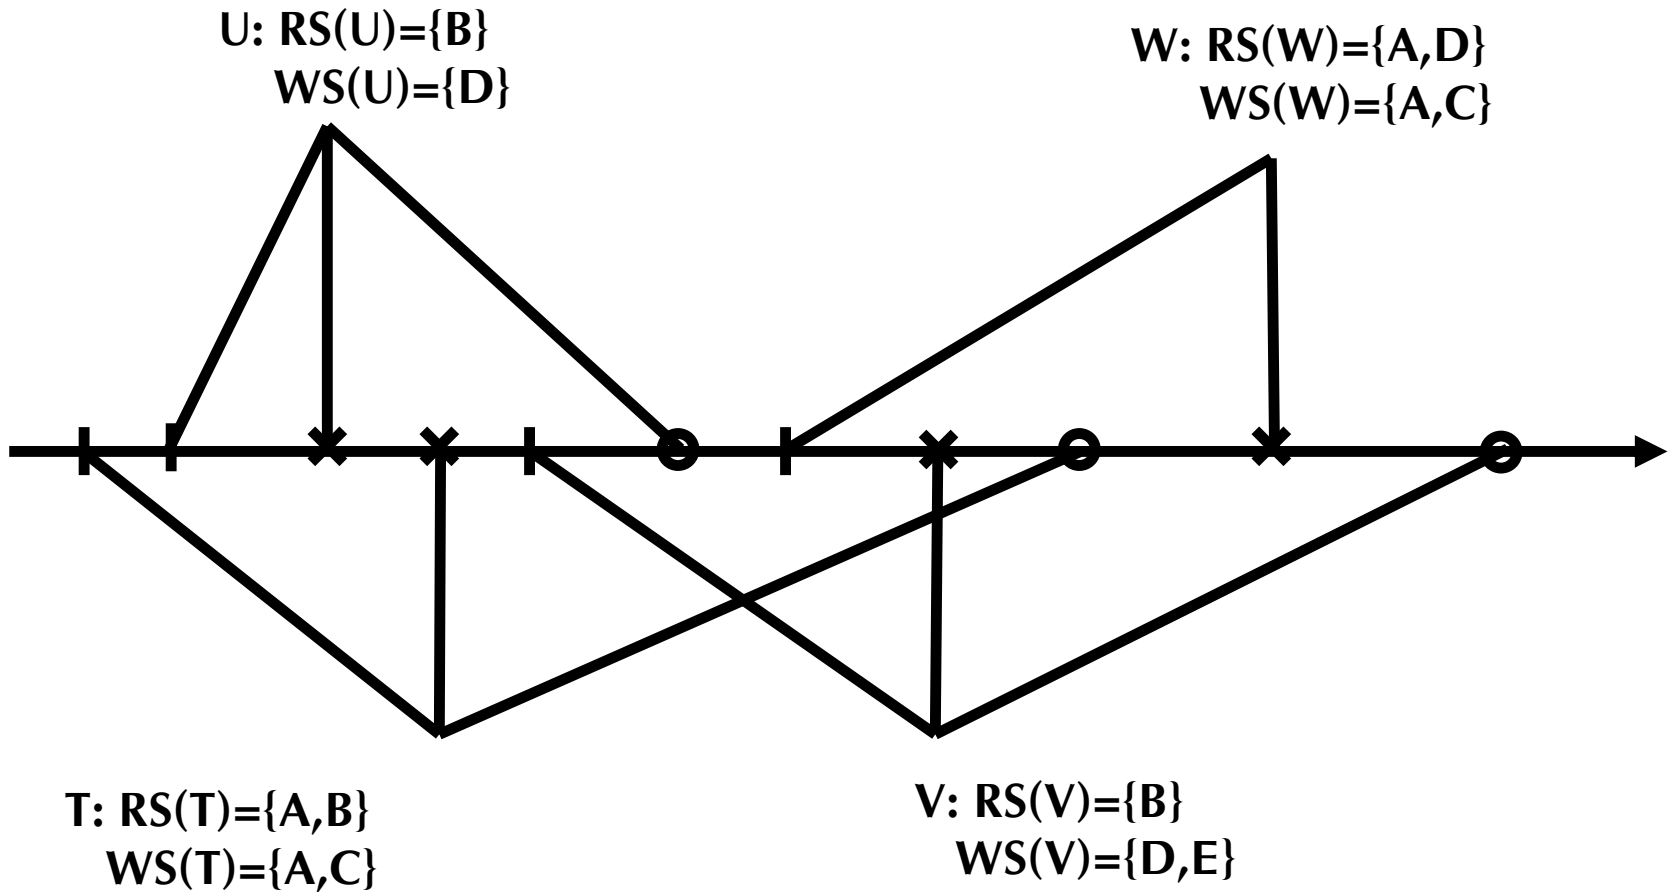 U: RS(U)={B}
WS(U)={D}
W: RS(W)={A,D}
WS(W)={A,C}
T: RS(T)={A,B}
WS(T)={A,C}
V: RS(V)={B}
WS(V)={D,E}